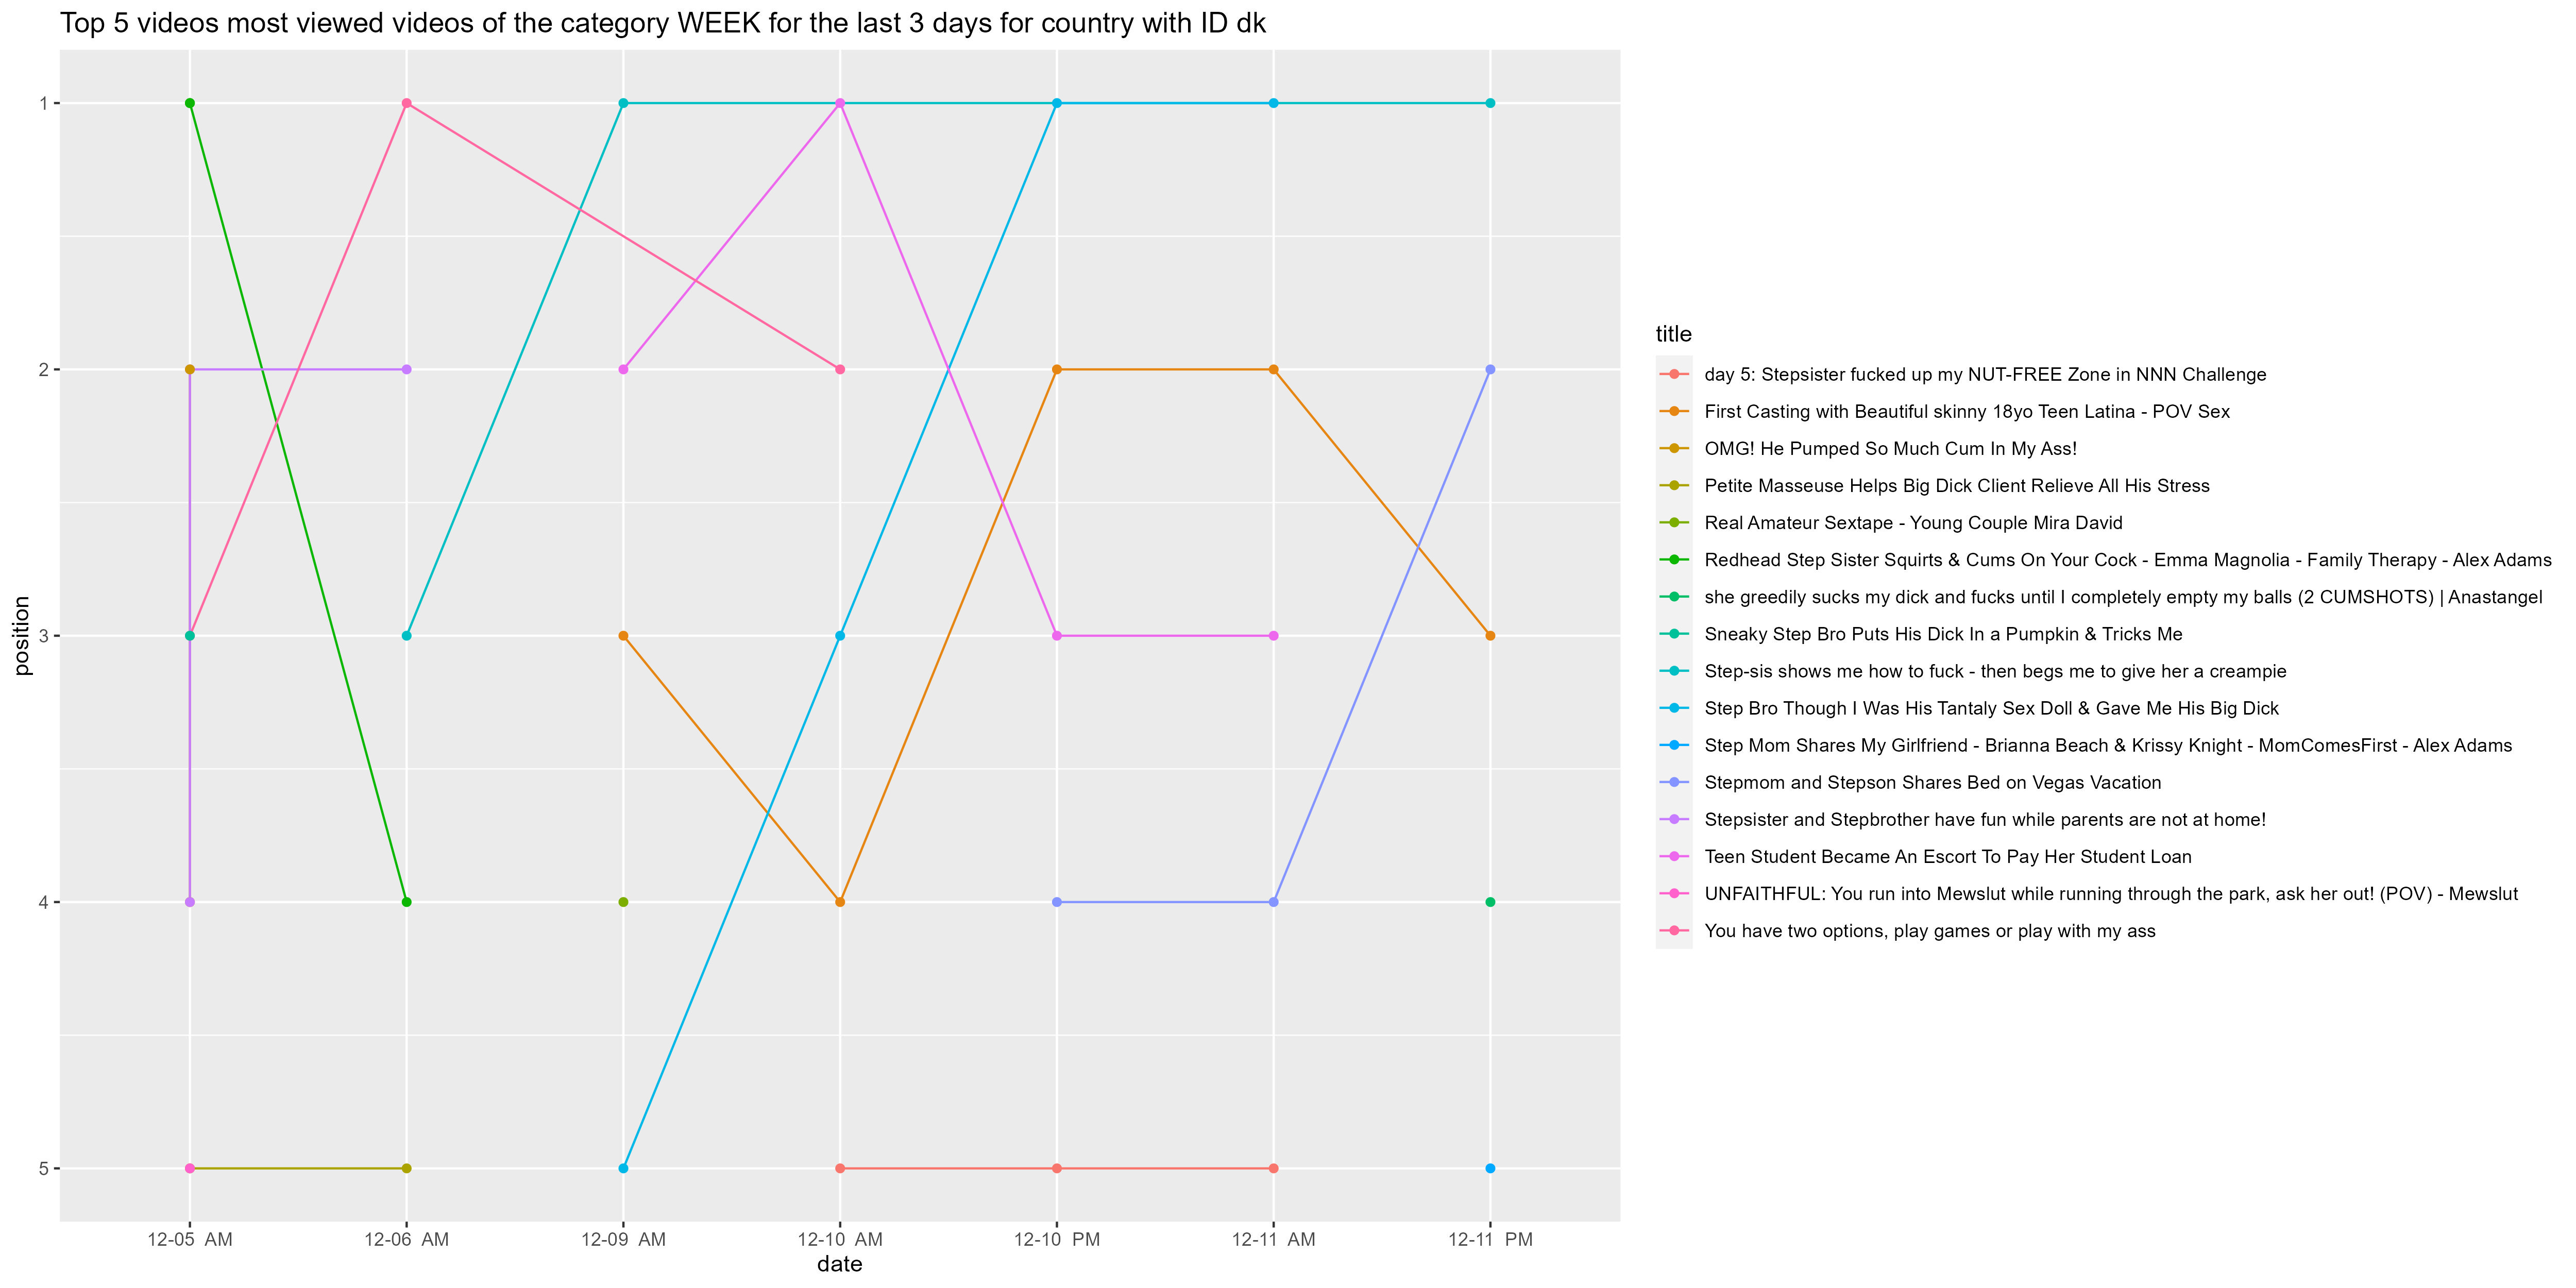 Top 5 videos most viewed videos of the category WEEK for the last 3 days for country with ID dk
position
1
2
3
4
5
12-05 AM
12-06 AM
12-09 AM
12-10 AM
12-10 PM
12-11 AM
12-11 PM
date
title
day 5: Stepsister fucked up my NUT-FREE Zone in NNN Challenge
First Casting with Beautiful skinny 18yo Teen Latina - POV Sex
OMG! He Pumped So Much Cum In My Ass!
Petite Masseuse Helps Big Dick Client Relieve All His Stress
Real Amateur Sextape - Young Couple Mira David
Redhead Step Sister Squirts & Cums On Your Cock - Emma Magnolia - Family Therapy - Alex Adams
she greedily sucks my dick and fucks until I completely empty my balls (2 CUMSHOTS) | Anastangel
Sneaky Step Bro Puts His Dick In a Pumpkin & Tricks Me
Step-sis shows me how to fuck - then begs me to give her a creampie
Step Bro Though I Was His Tantaly Sex Doll & Gave Me His Big Dick
Step Mom Shares My Girlfriend - Brianna Beach & Krissy Knight - MomComesFirst - Alex Adams
Stepmom and Stepson Shares Bed on Vegas Vacation
Stepsister and Stepbrother have fun while parents are not at home!
Teen Student Became An Escort To Pay Her Student Loan
UNFAITHFUL: You run into Mewslut while running through the park, ask her out! (POV) - Mewslut
You have two options, play games or play with my ass